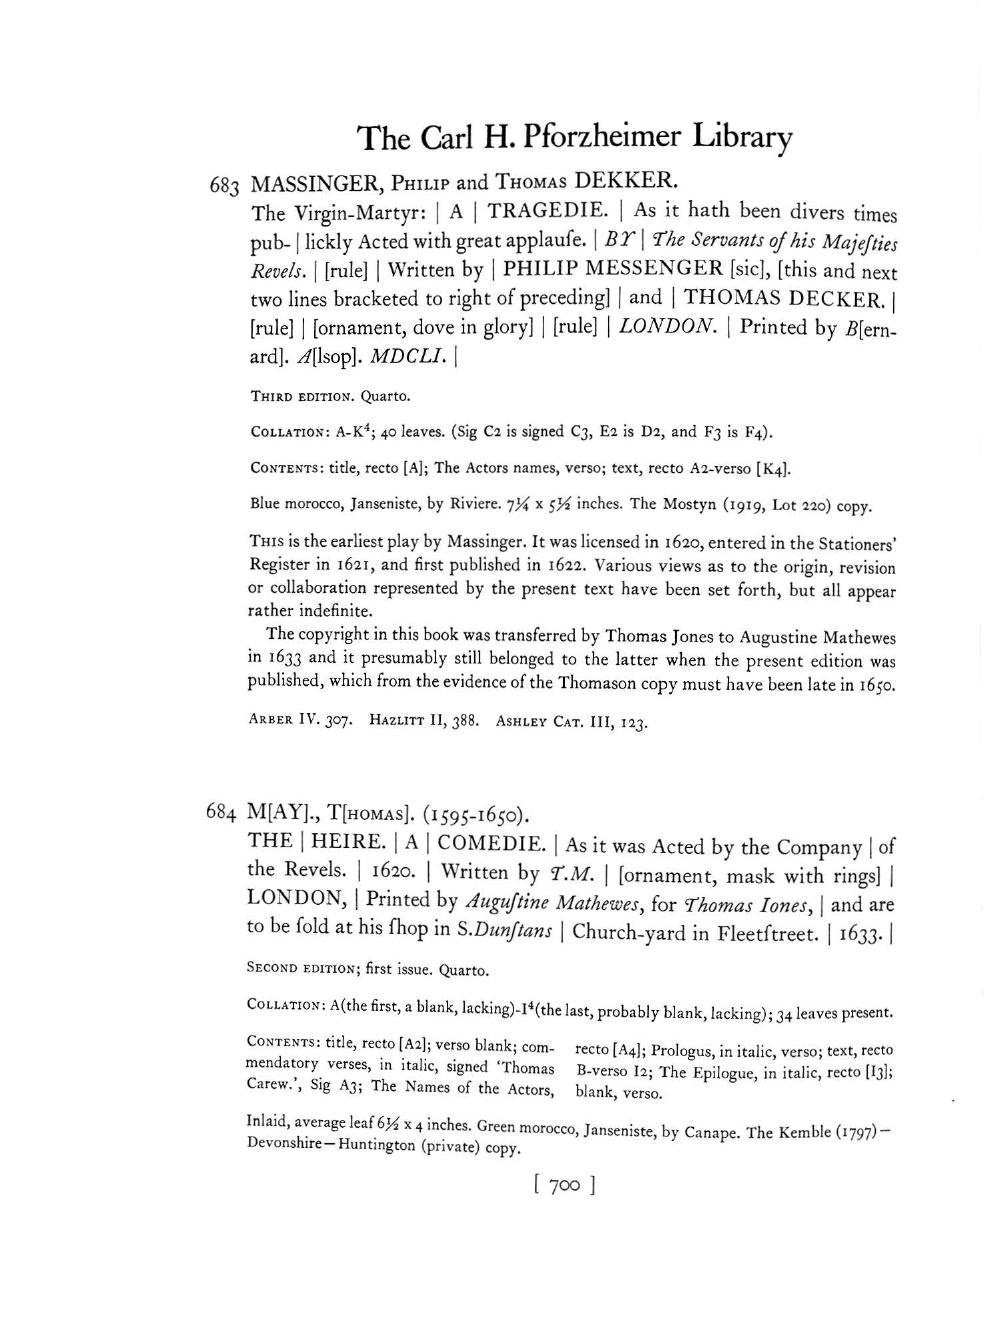 The Carl H. Pforzheimer Library
683 MASSINGER, PHILIP and THOMAS DEKKER.
The Virgin-Martyr: | A | TRAGEDIE. | As it hath been divers times
pub- | lickly Acted with great applauſe. | BY | The Servants of his Majeſties
Revels. | [rule] | Written by | PHILIP MESSENGER [sic], [this and next
two lines bracketed to right of preceding] | and | THOMAS DECKER. |
[rule] | [ornament, dove in glory] | [rule] | LONDON. | Printed by B[ern-
ard]. A[lsop]. MDCLI. |
THIRD EDITION. Quarto.
COLLATION: A-K⁴; 40 leaves. (Sig C2 is signed C3, E2 is D2, and F3 is F4).
CONTENTS: title, recto [A]; The Actors names, verso; text, recto A2-verso [K4].
Blue morocco, Janseniste, by Riviere. 7¼ x 5½ inches. The Mostyn (1919, Lot 220) copy.
THIS is the earliest play by Massinger. It was licensed in 1620, entered in the Stationers'
Register in 1621, and first published in 1622. Various views as to the origin, revision
or collaboration represented by the present text have been set forth, but all appear
rather indefinite.
The copyright in this book was transferred by Thomas Jones to Augustine Mathewes
in 1633 and it presumably still belonged to the latter when the present edition was
published, which from the evidence of the Thomason copy must have been late in 1650.
ARBER IV. 307. HAZLITT II, 388. ASHLEY CAT. III, 123.
684 M[AY]., T[HOMAS]. (1595-1650).
THE | HEIRE. | A | COMEDIE. | As it was Acted by the Company | of
the Revels. | 1620. | Written by T.M. | [ornament, mask with rings] |
LONDON, | Printed by Auguſtine Mathewes, for Thomas Iones, | and are
to be ſold at his ſhop in S.Dunſtans | Church-yard in Fleetſtreet. | 1633. |
SECOND EDITION; first issue. Quarto.
COLLATION: A(the first, a blank, lacking)-I⁴(the last, probably blank, lacking); 34 leaves present.
CONTENTS: title, recto [A2]; verso blank; com-
mendatory verses, in italic, signed 'Thomas
Carew.', Sig A3; The Names of the Actors,
recto [A4]; Prologus, in italic, verso; text, recto
B-verso I2; The Epilogue, in italic, recto [I3];
blank, verso.
Inlaid, average leaf 6½ x 4 inches. Green morocco, Janseniste, by Canape. The Kemble (1797)—
Devonshire—Huntington (private) copy.
[ 700 ]